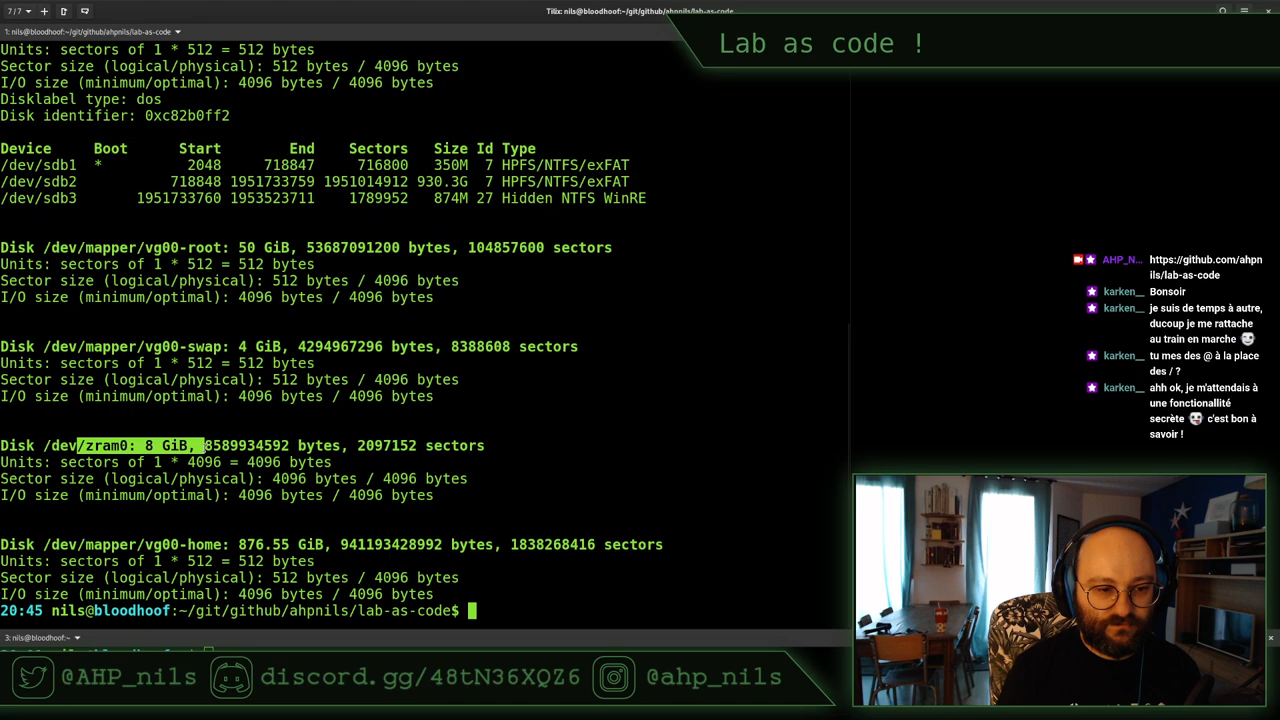 7/7
Tilix: nils@bloodhoof:~/git/github/ahpnils/lab-as-code
1: nils@bloodhoof:~/git/github/ahpnils/lab-as-code
Lab as code !
Units: sectors of 1 * 512 = 512 bytes
Sector size (logical/physical): 512 bytes / 4096 bytes
I/O size (minimum/optimal): 4096 bytes / 4096 bytes
Disklabel type: dos
Disk identifier: 0xc82b0ff2
Device Boot Start End Sectors Size Id Type
/dev/sdb1 * 2048 718847 716800 350M 7 HPFS/NTFS/exFAT
/dev/sdb2 718848 1951733759 1951014912 930.3G 7 HPFS/NTFS/exFAT
/dev/sdb3 1951733760 1953523711 1789952 874M 27 Hidden NTFS WinRE
Disk /dev/mapper/vg00-root: 50 GiB, 53687091200 bytes, 104857600 sectors
Units: sectors of 1 * 512 = 512 bytes
Sector size (logical/physical): 512 bytes / 4096 bytes
I/O size (minimum/optimal): 4096 bytes / 4096 bytes
Disk /dev/mapper/vg00-swap: 4 GiB, 4294967296 bytes, 8388608 sectors
Units: sectors of 1 * 512 = 512 bytes
Sector size (logical/physical): 512 bytes / 4096 bytes
I/O size (minimum/optimal): 4096 bytes / 4096 bytes
Disk /dev/zram0: 8 GiB, 8589934592 bytes, 2097152 sectors
Units: sectors of 1 * 4096 = 4096 bytes
Sector size (logical/physical): 4096 bytes / 4096 bytes
I/O size (minimum/optimal): 4096 bytes / 4096 bytes
Disk /dev/mapper/vg00-home: 876.55 GiB, 941193428992 bytes, 1838268416 sectors
Units: sectors of 1 * 512 = 512 bytes
Sector size (logical/physical): 512 bytes / 4096 bytes
I/O size (minimum/optimal): 4096 bytes / 4096 bytes
20:45 nils@bloodhoof:~/git/github/ahpnils/lab-as-code$
3: nils@bloodhoof:~
AHP_N... https://github.com/ahpn
ils/lab-as-code
karken__ Bonsoir
karken__ je suis de temps à autre,
ducoup je me rattache
au train en marche
karken__ tu mes des @ à la place
des / ?
karken__ ahh ok, je m'attendais à
une fonctionallité
secrète c'est bon à
savoir !
@AHP_nils discord.gg/48tN36XQZ6 @ahp_nils